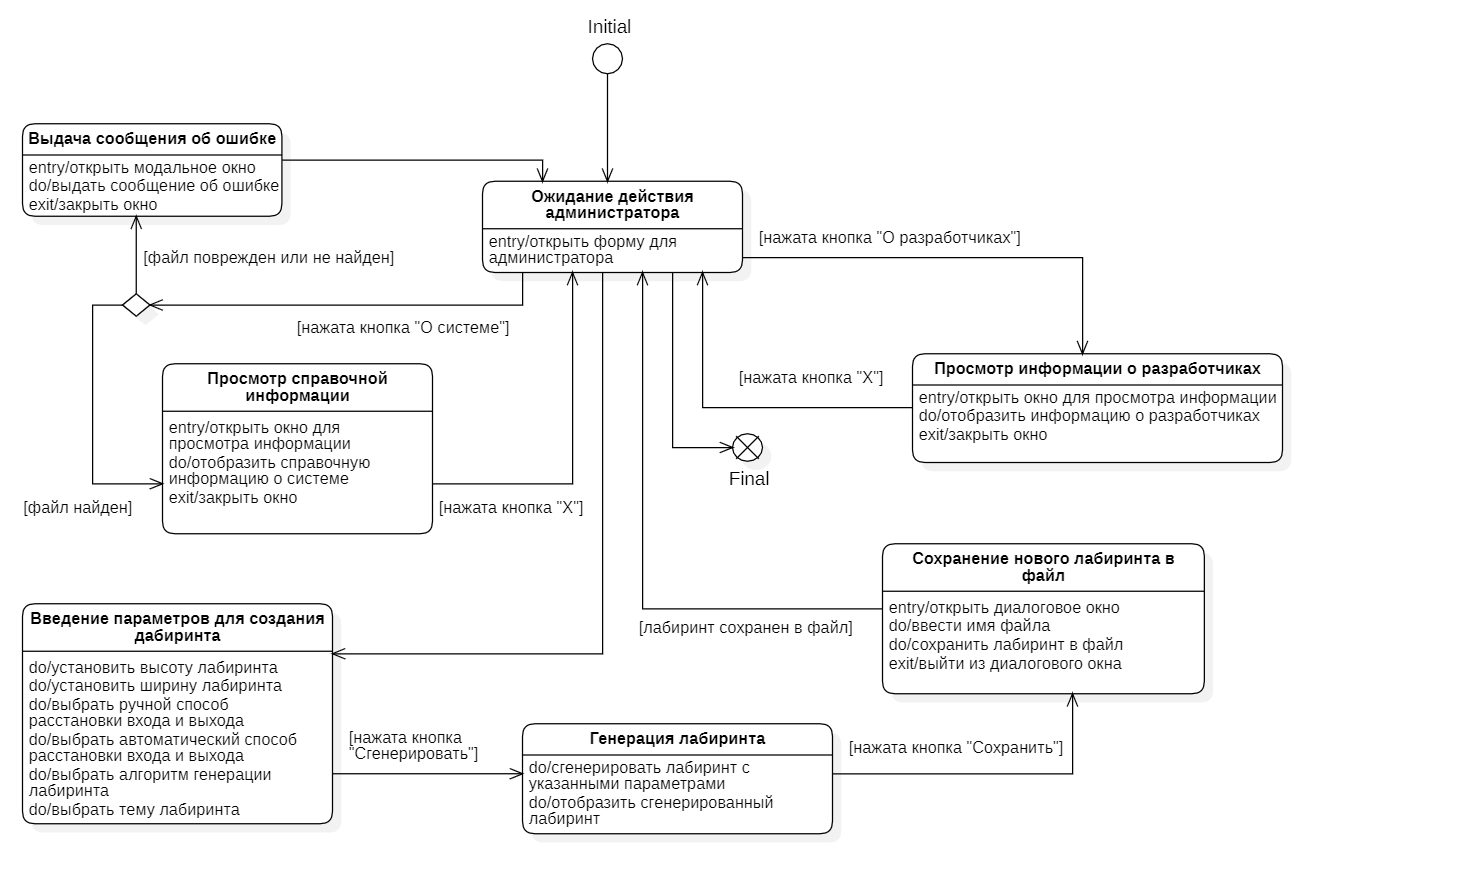 Initial
Выдача сообщения об ошибке
entry/открыть модальное окно
do/выдать сообщение об ошибке
exit/закрыть окно
Ожидание действия
администратора
entry/открыть форму для
администратора
[нажата кнопка "О разработчиках"]
[файл поврежден или не найден]
[нажата кнопка "О системе"]
Просмотр справочной
информации
entry/открыть окно для
просмотра информации
do/отобразить справочную
информацию о системе
exit/закрыть окно
[файл найден]
[нажата кнопка "X"]
[нажата кнопка "X"]
Просмотр информации о разработчиках
entry/открыть окно для просмотра информации
do/отобразить информацию о разработчиках
exit/закрыть окно
Final
Сохранение нового лабиринта в
файл
entry/открыть диалоговое окно
do/ввести имя файла
do/сохранить лабиринт в файл
exit/выйти из диалогового окна
[лабиринт сохранен в файл]
Введение параметров для создания
дабиринта
do/установить высоту лабиринта
do/установить ширину лабиринта
do/выбрать ручной способ
расстановки входа и выхода
do/выбрать автоматический способ
расстановки входа и выхода
do/выбрать алгоритм генерации
лабиринта
do/выбрать тему лабиринта
[нажата кнопка
"Сгенерировать"]
Генерация лабиринта
do/сгенерировать лабиринт с
указанными параметрами
do/отобразить сгенерированный
лабиринт
[нажата кнопка "Сохранить"]